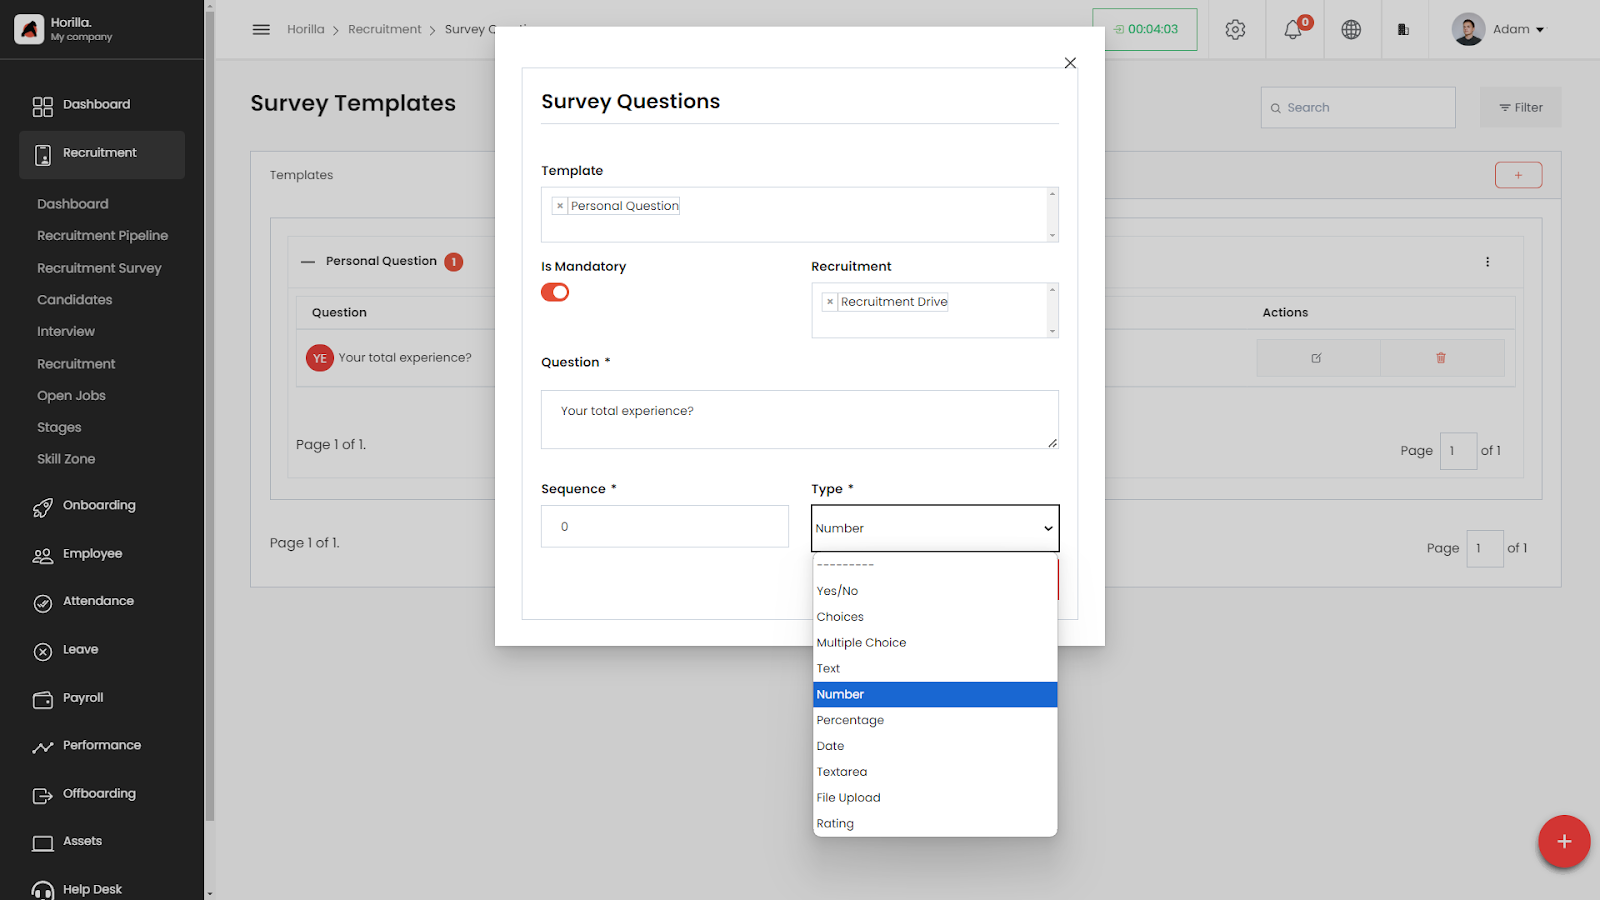 Horilla.
My company
Dashboard
Recruitment
Dashboard
Recruitment Pipeline
Recruitment Survey
Candidates
Interview
Recruitment
Open Jobs
Stages
Skill Zone
Onboarding
Employee
Attendance
Leave
Payroll
Performance
Offboarding
Assets
Help Desk
Horilla > Recruitment > Survey
00:04:03
0
Adam
Survey Templates
Search
Filter
Templates
+
Personal Question 1
Question
Actions
YE Your total experience?
Page 1 of 1.
Page 1 of 1
Page 1 of 1.
Page 1 of 1
Survey Questions
Template
× Personal Question
Is Mandatory
Recruitment
× Recruitment Drive
Question *
Your total experience?
Sequence *
Type *
0
Number
---------
Yes/No
Choices
Multiple Choice
Text
Number
Percentage
Date
Textarea
File Upload
Rating
+